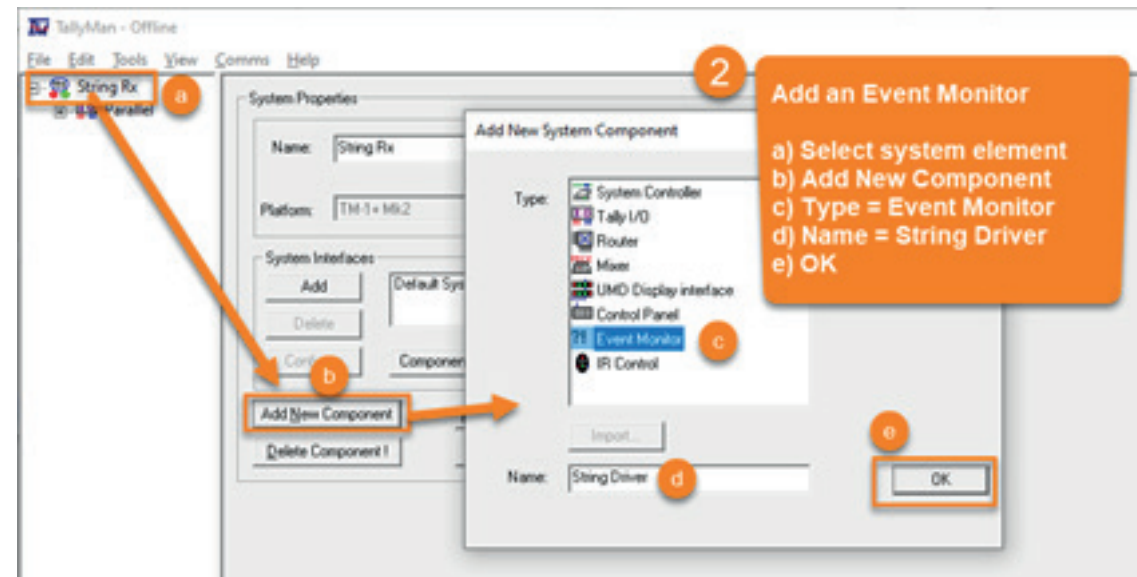 TallyMan - Offline
File Edit Tools View Comms Help
String Rx
a
Parallel
System Properties
Name: String Rx
Platform: TM-1+ Mk2
System Interfaces
Add
Default Sys
Delete
Componen
b
Add New Component
Delete Component !
Add New System Component
Type:
System Controller
Tally I/O
Router
Mixer
UMD Display interface
Control Panel
Event Monitor
c
IR Control
Import...
Name: String Driver
d
e
OK
2
Add an Event Monitor
a) Select system element
b) Add New Component
c) Type = Event Monitor
d) Name = String Driver
e) OK